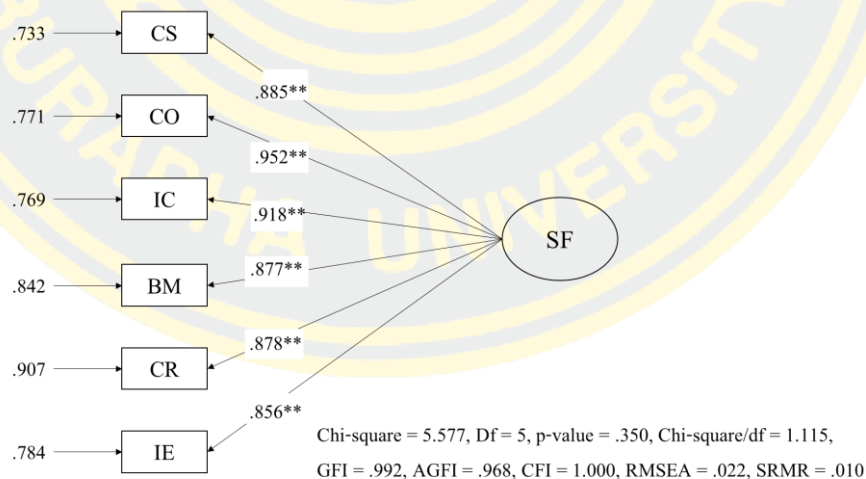 .733
CS
.885**
.771
CO
.952**
.769
IC
.918**
SF
.842
BM
.877**
.907
CR
.878**
.784
IE
.856**
Chi-square = 5.577, Df = 5, p-value = .350, Chi-square/df = 1.115,
GFI = .992, AGFI = .968, CFI = 1.000, RMSEA = .022, SRMR = .010
BURAPHA UNIVERSITY